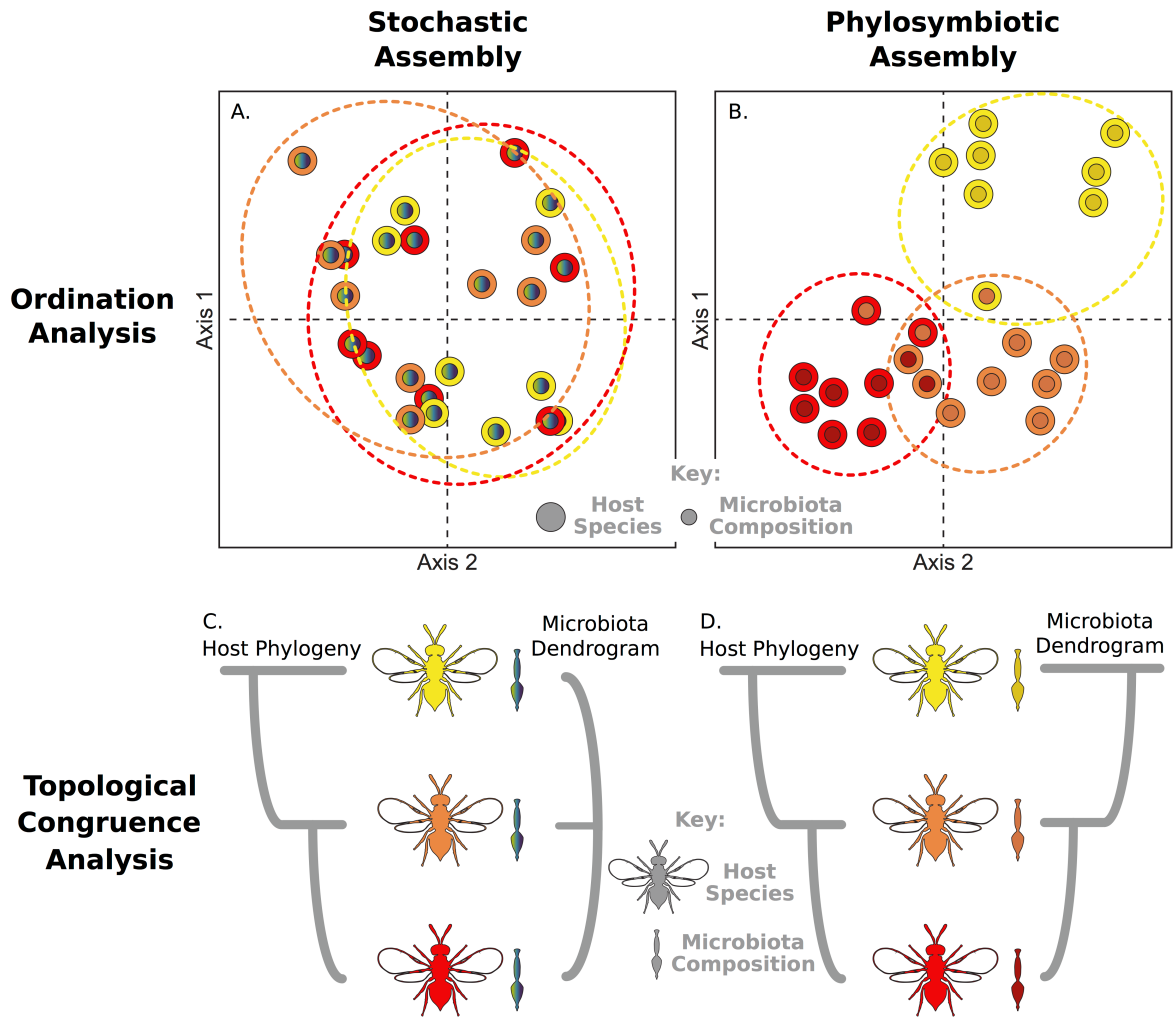 Stochastic
Assembly
Phylosymbiotic
Assembly
Ordination
Analysis
A.
Axis 1
Axis 2
B.
Axis 1
Axis 2
Key:
Host
Species
Microbiota
Composition
Topological
Congruence
Analysis
C.
Host Phylogeny
Microbiota
Dendrogram
D.
Host Phylogeny
Microbiota
Dendrogram
Key:
Host
Species
Microbiota
Composition